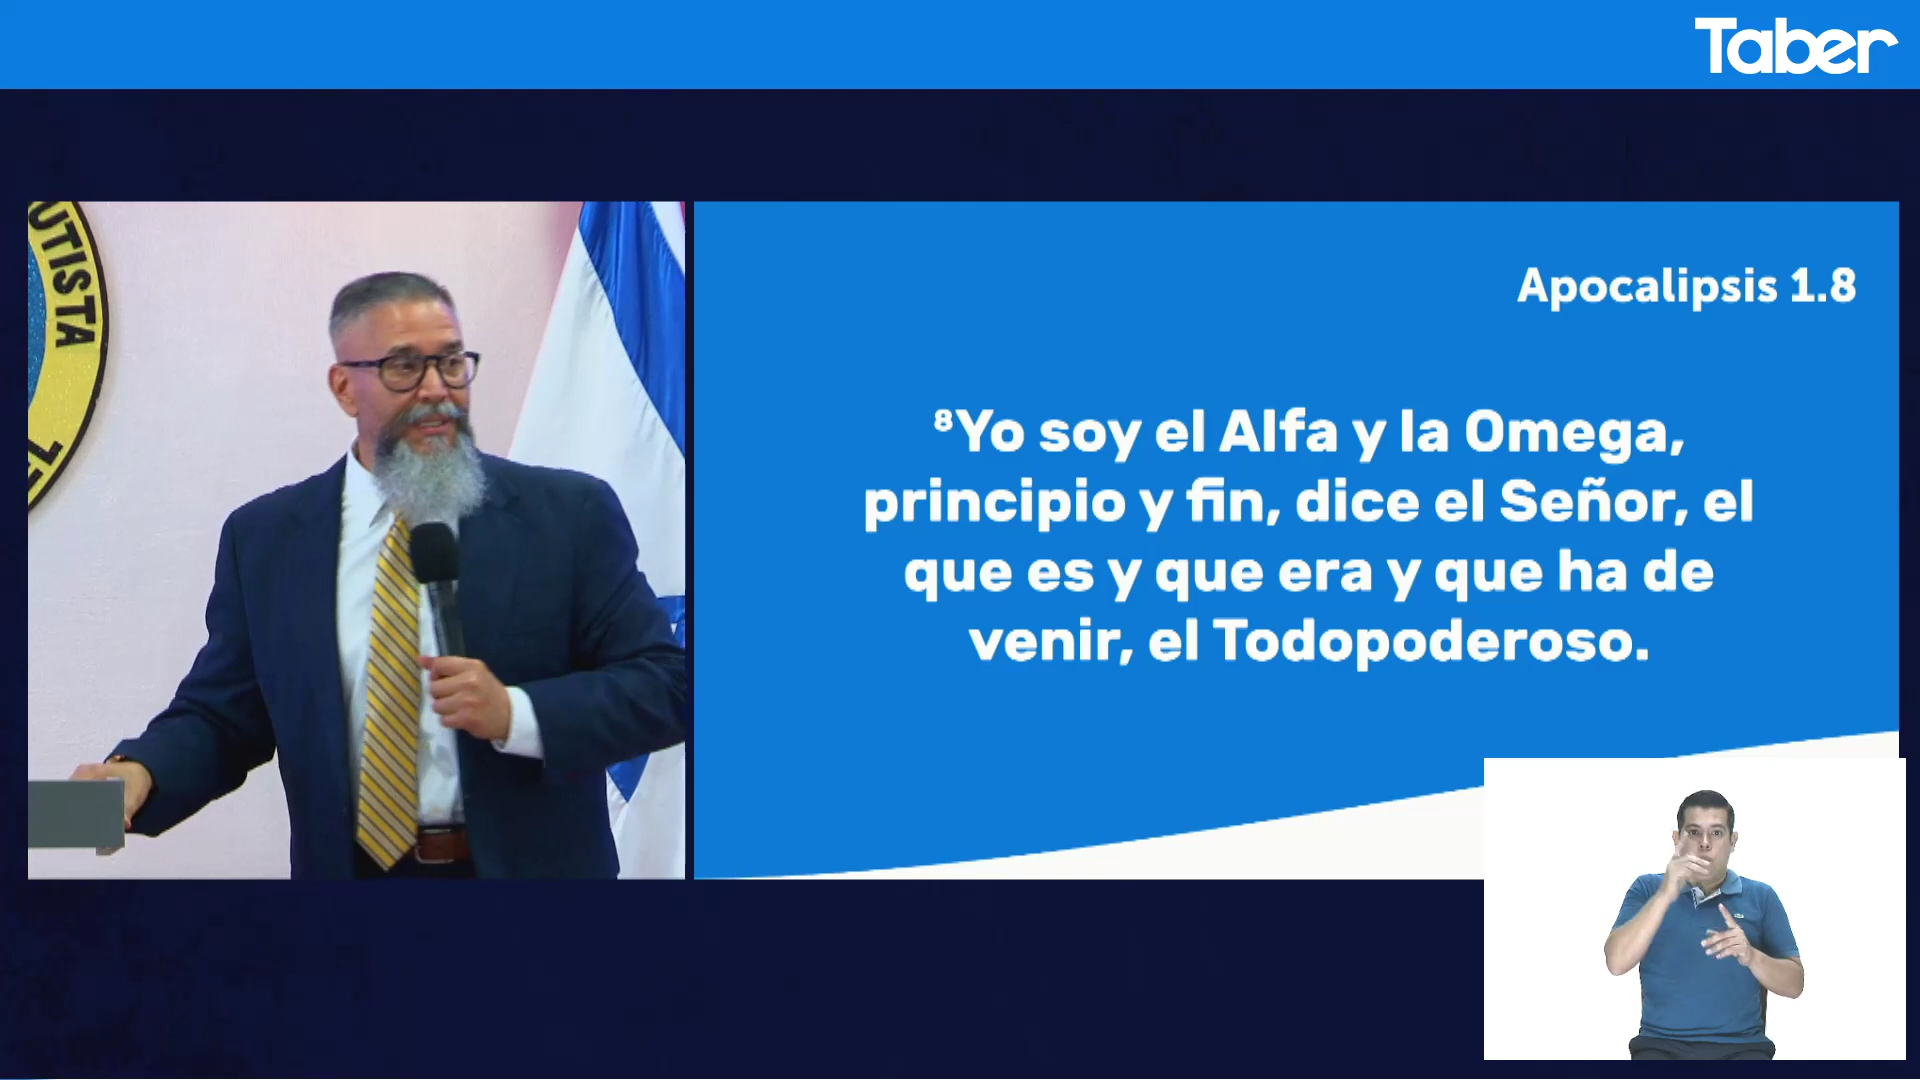 Taber
UTISTA
EL
Apocalipsis 1.8
⁸Yo soy el Alfa y la Omega,
principio y fin, dice el Señor, el
que es y que era y que ha de
venir, el Todopoderoso.